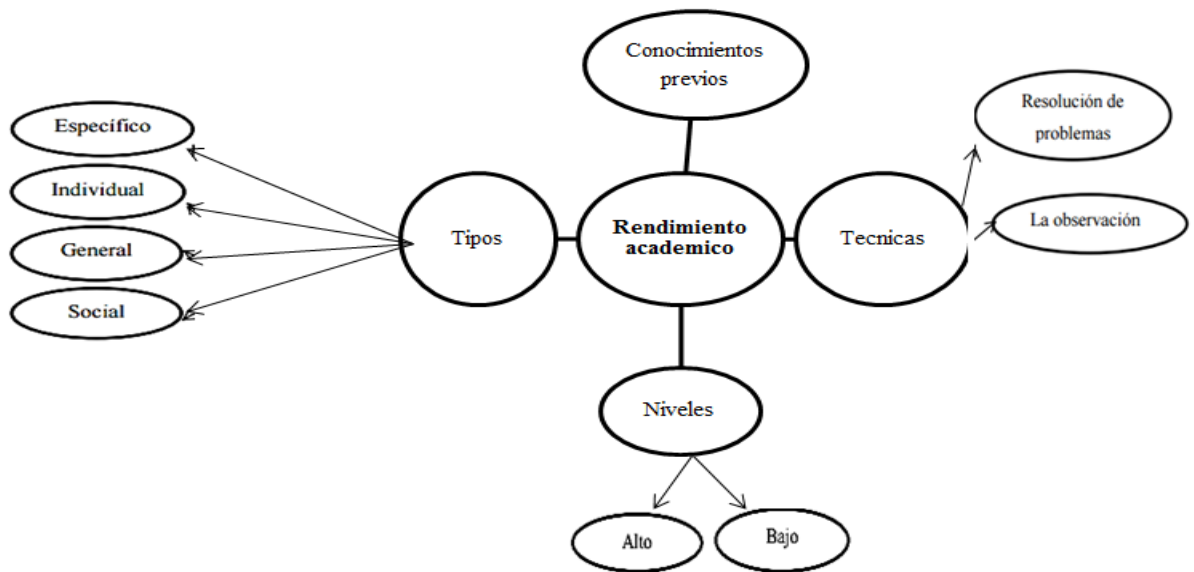 Conocimientos
previos
Resolución de
problemas
Específico
Individual
La observación
Tipos
Rendimiento
academico
Tecnicas
General
Social
Niveles
Alto
Bajo